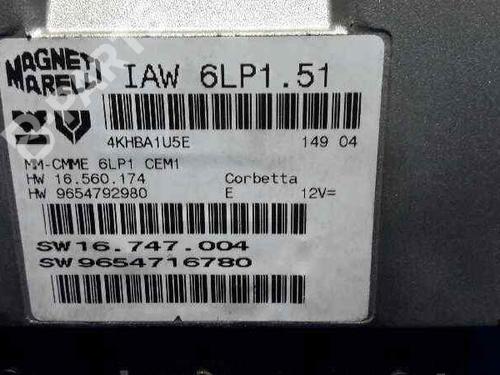 MAGNETI
MARELLI
IAW 6LP1.51
4KHBA1U5E 149 04
MM-CMME 6LP1 CEM1
HW 16.560.174 Corbetta
HW 9654792980 E 12V=
SW16.747.004
SW9654716780